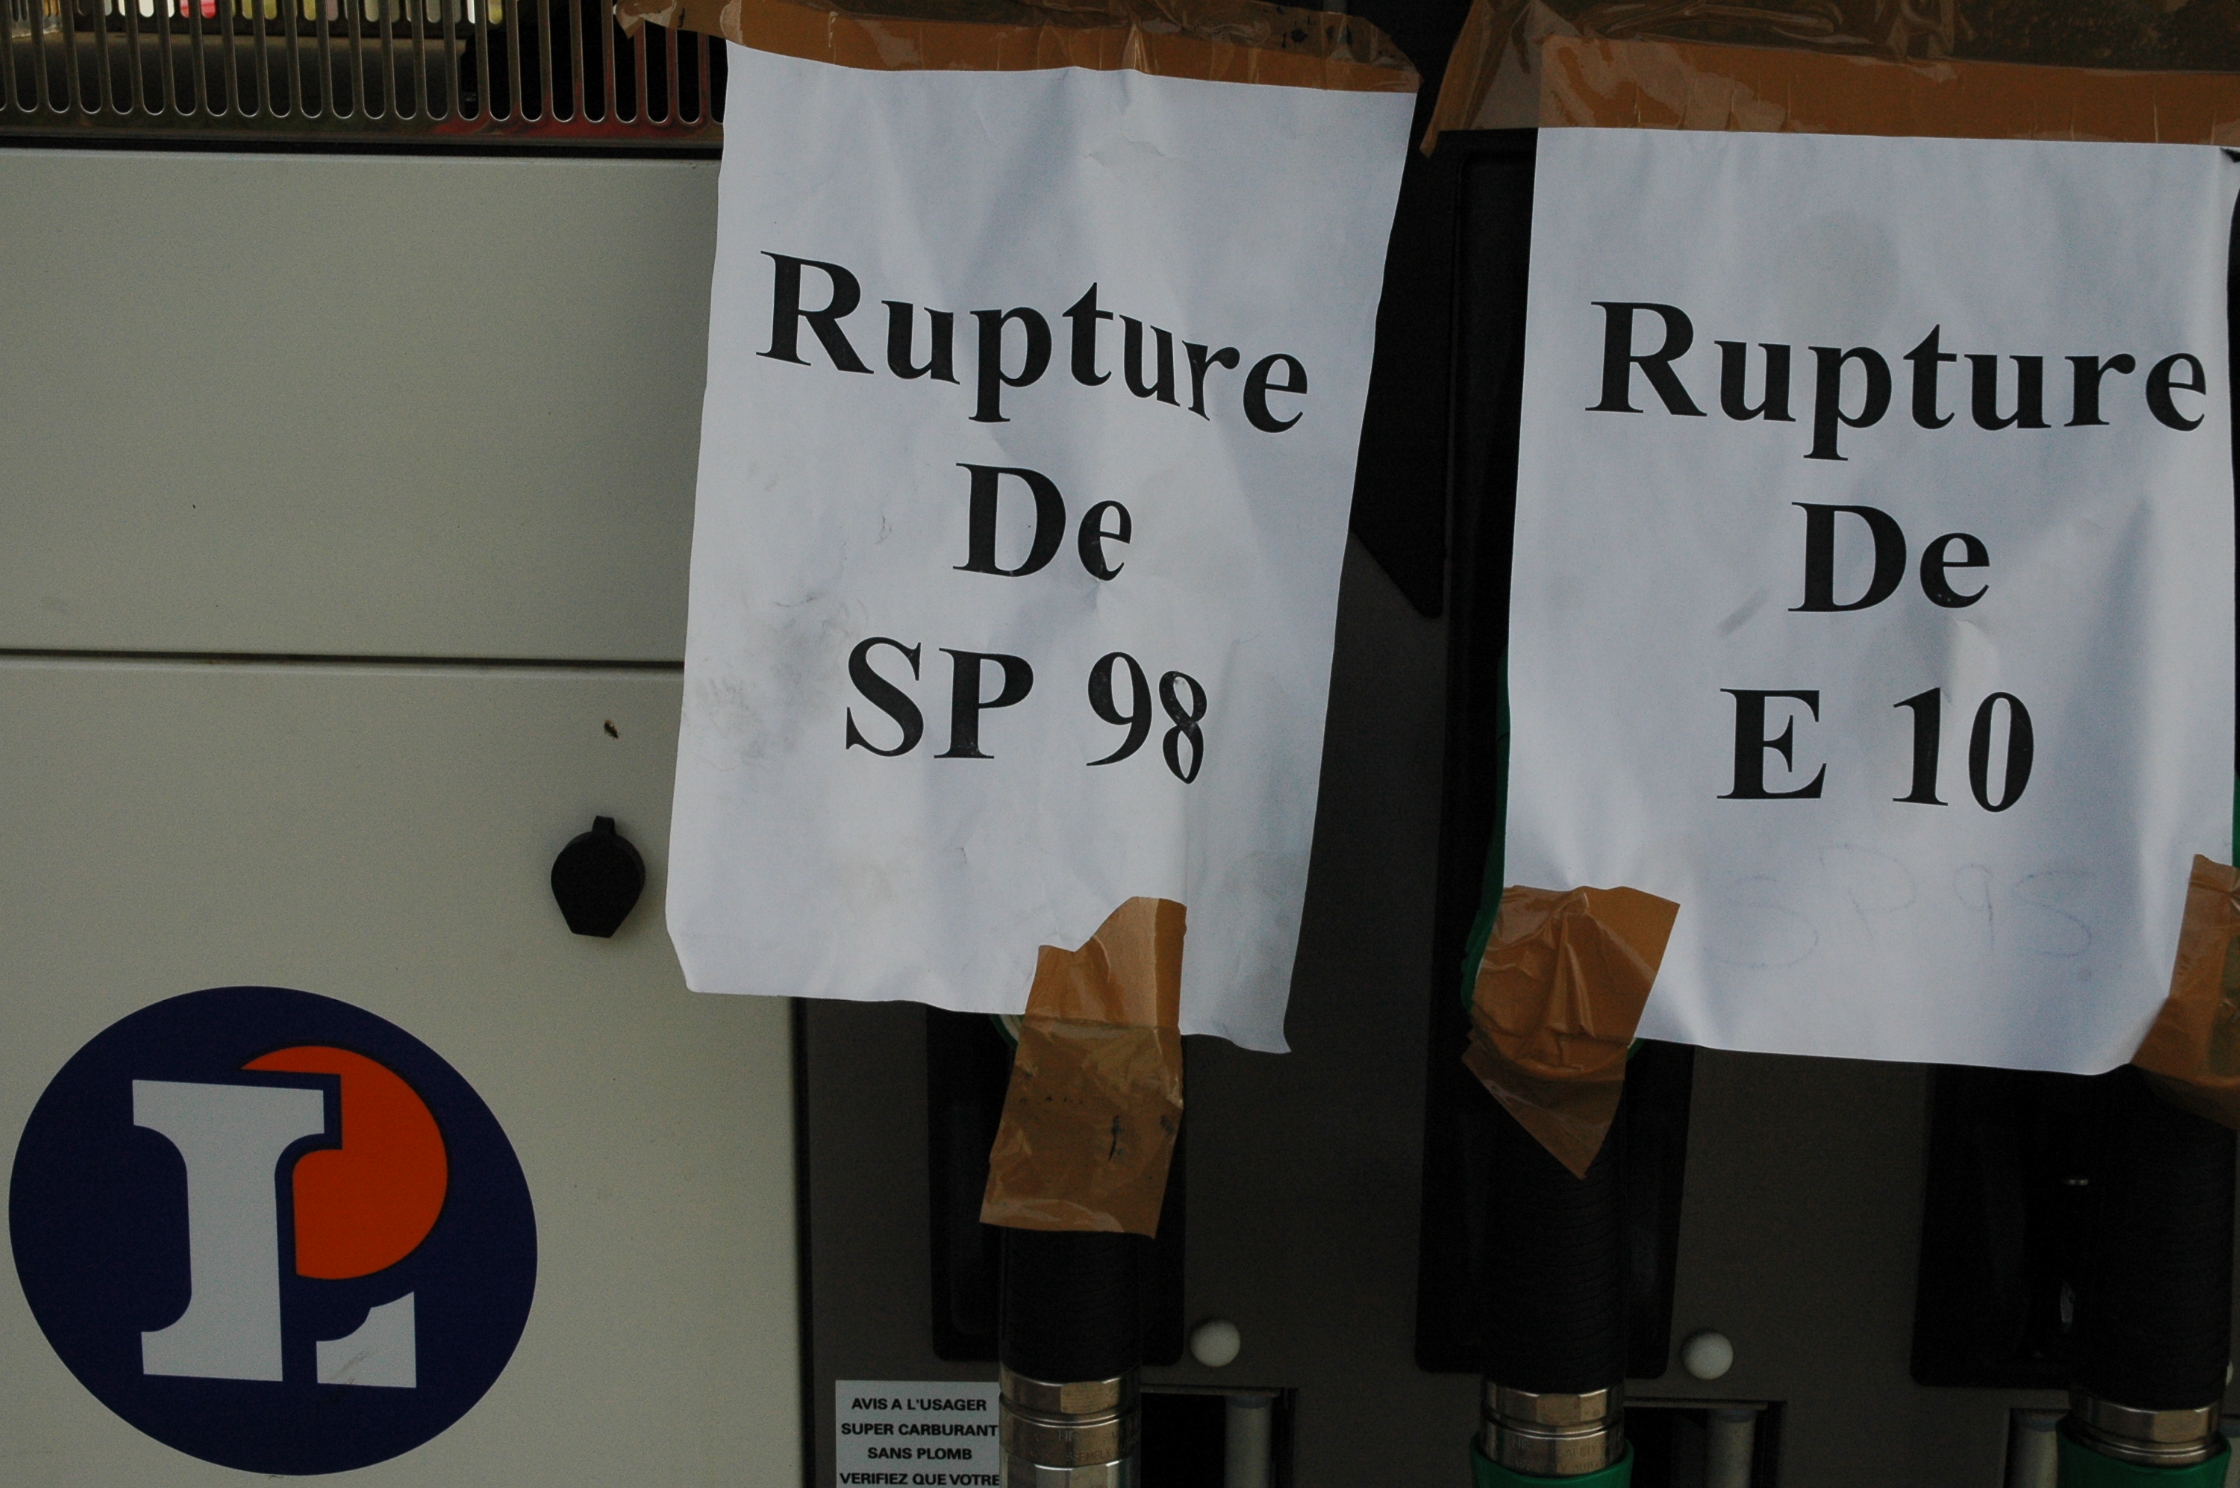 Rupture
De
SP 98
Rupture
De
E 10
L
AVIS A L'USAGER
SUPER CARBURANT
SANS PLOMB
VERIFIEZ QUE VOTRE